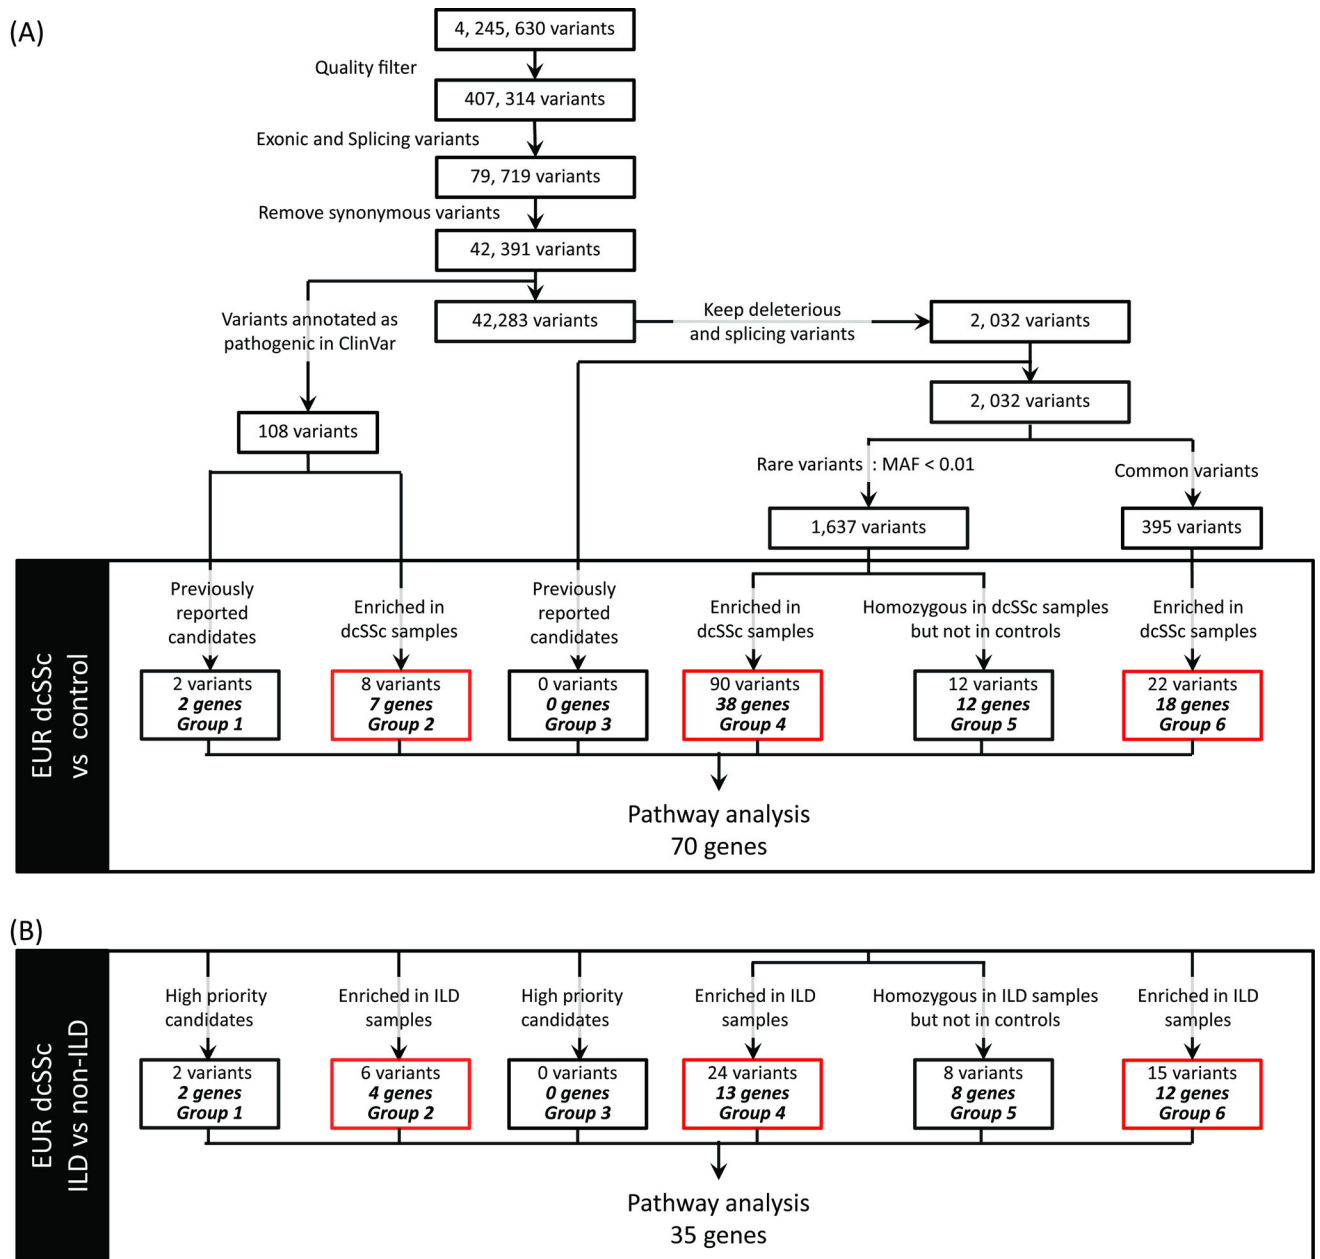 (A)
4, 245, 630 variants
Quality filter
407, 314 variants
Exonic and Splicing variants
79, 719 variants
Remove synonymous variants
42, 391 variants
Variants annotated as
pathogenic in ClinVar
42,283 variants
Keep deleterious
and splicing variants
2, 032 variants
2, 032 variants
108 variants
Rare variants : MAF < 0.01
Common variants
1,637 variants
395 variants
EUR dcSSc
vs control
Previously
reported
candidates
Enriched in
dcSSc samples
Previously
reported
candidates
Enriched in
dcSSc samples
Homozygous in dcSSc samples
but not in controls
Enriched in
dcSSc samples
2 variants
2 genes
Group 1
8 variants
7 genes
Group 2
0 variants
0 genes
Group 3
90 variants
38 genes
Group 4
12 variants
12 genes
Group 5
22 variants
18 genes
Group 6
Pathway analysis
70 genes
(B)
EUR dcSSc
ILD vs non-ILD
High priority
candidates
Enriched in ILD
samples
High priority
candidates
Enriched in ILD
samples
Homozygous in ILD samples
but not in controls
Enriched in ILD
samples
2 variants
2 genes
Group 1
6 variants
4 genes
Group 2
0 variants
0 genes
Group 3
24 variants
13 genes
Group 4
8 variants
8 genes
Group 5
15 variants
12 genes
Group 6
Pathway analysis
35 genes